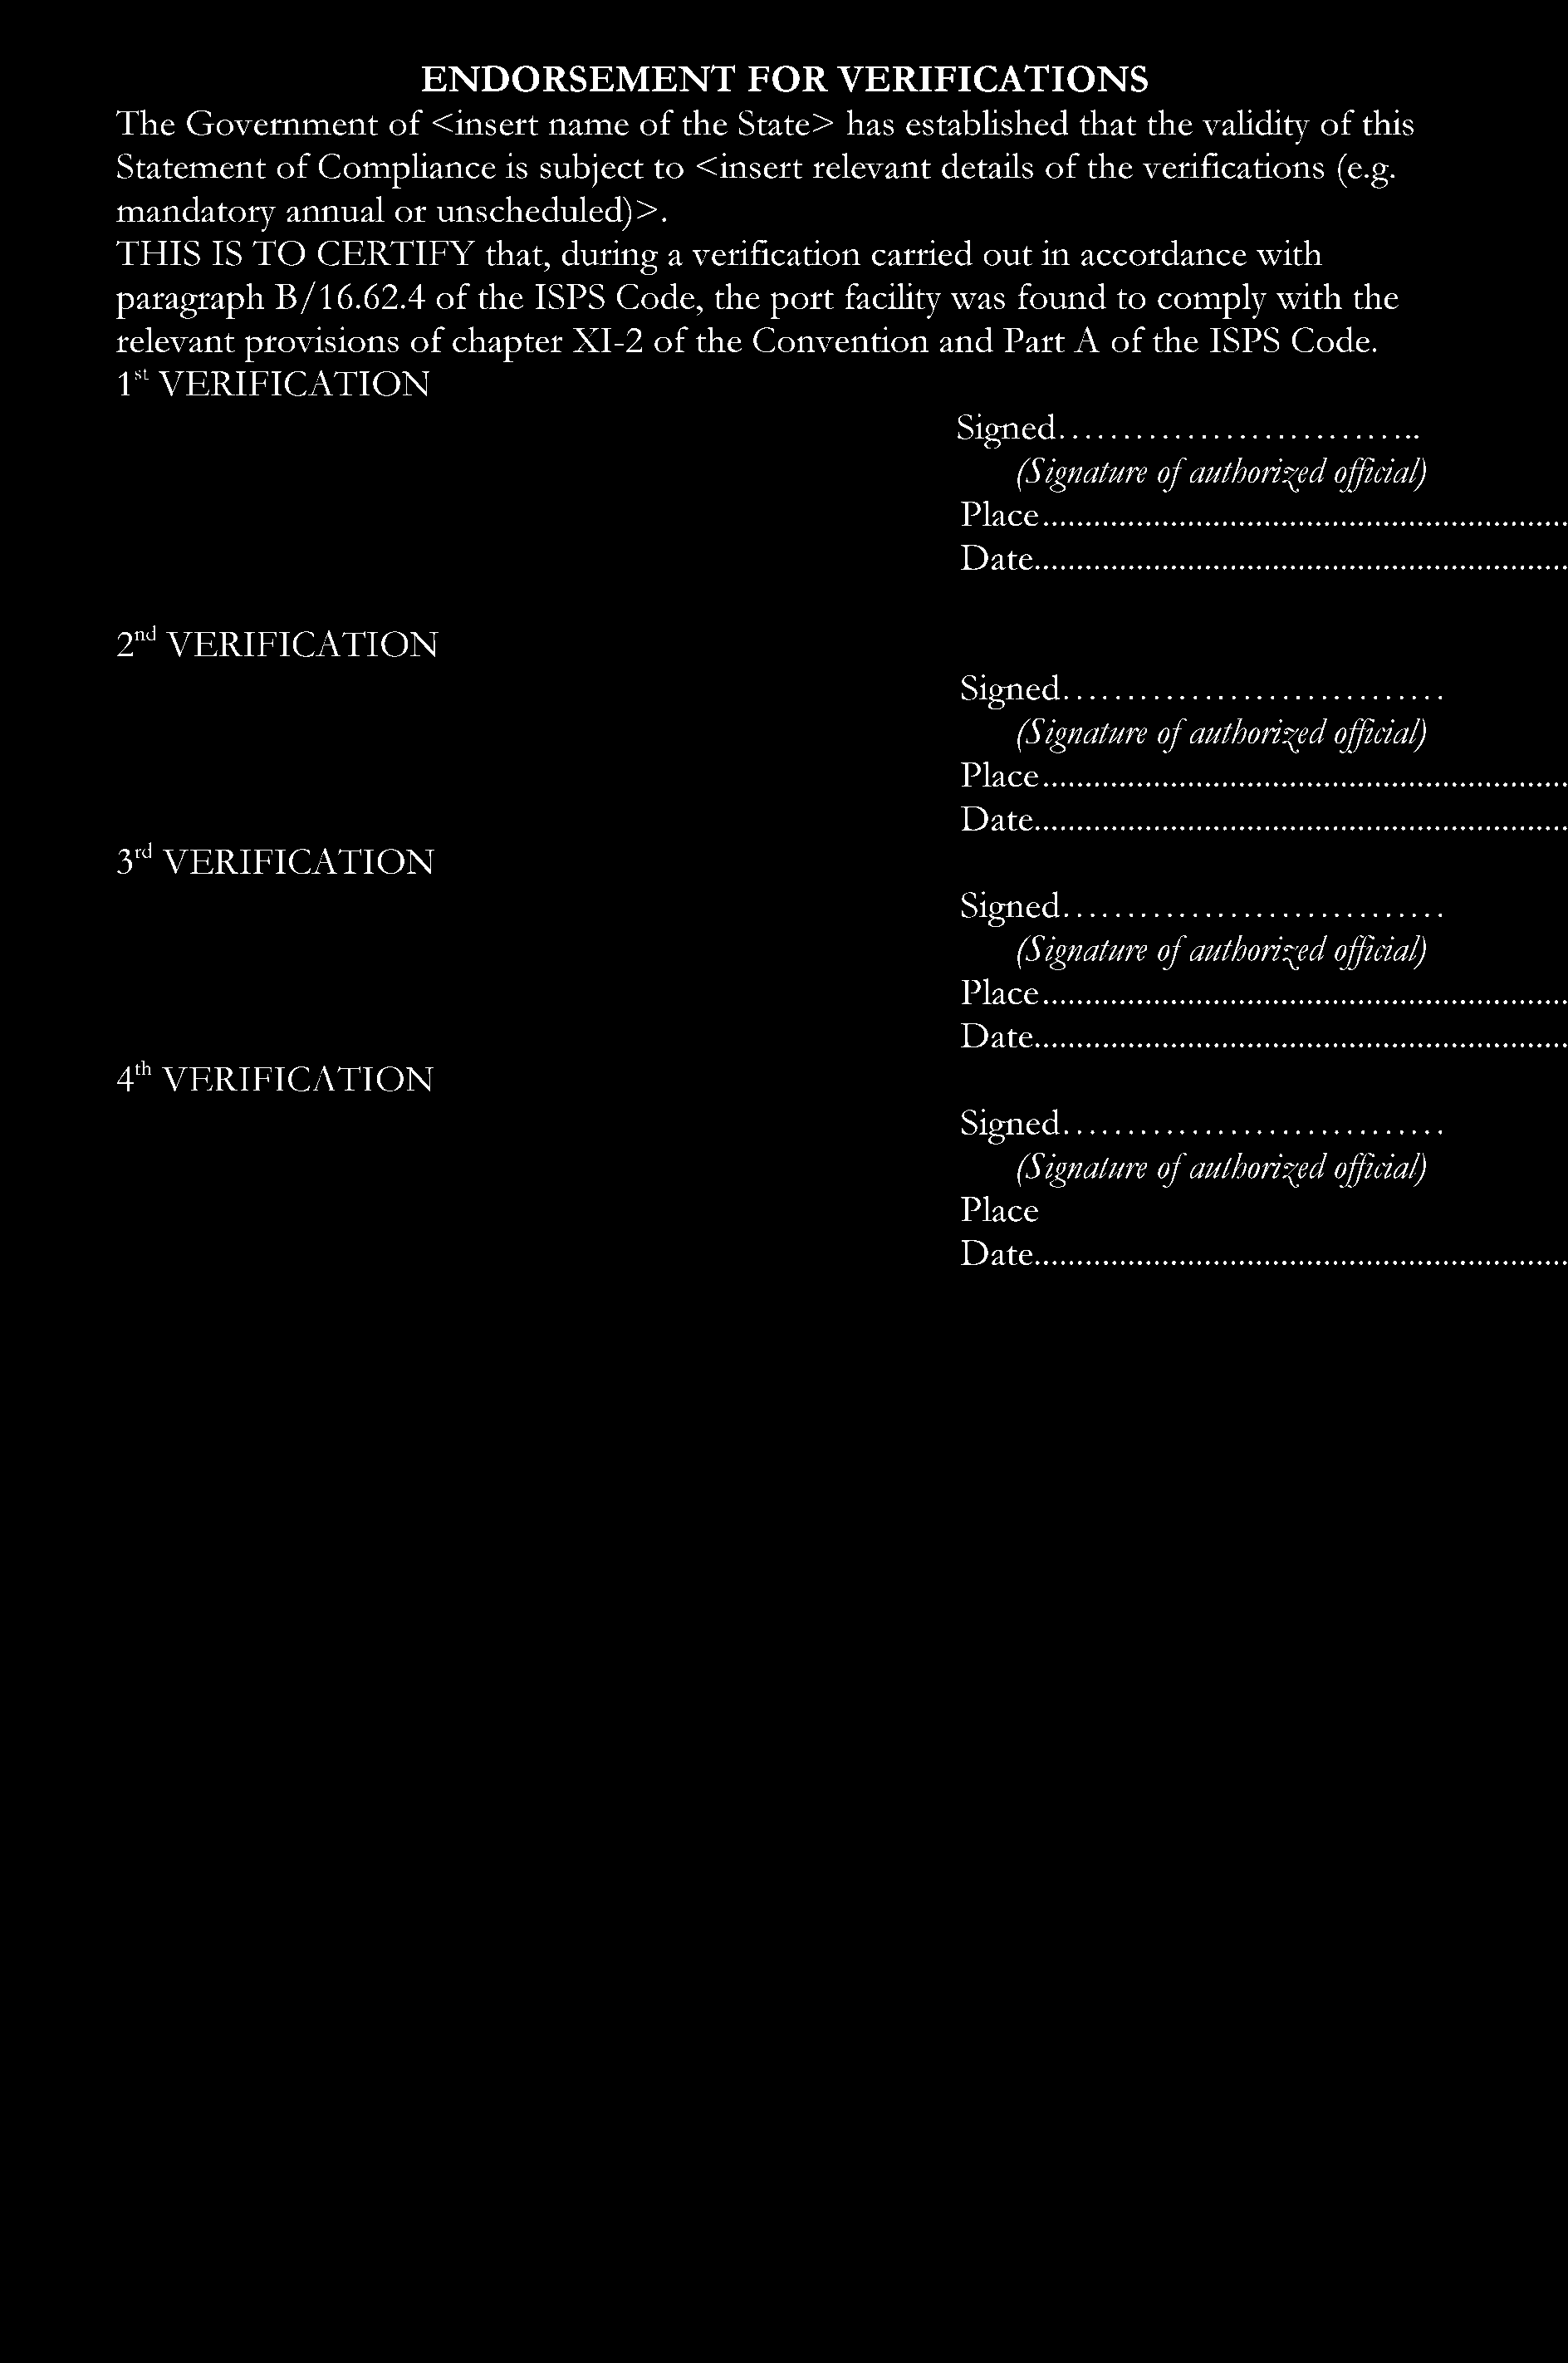 ENDORSEMENT FOR VERIFICATIONS
The Government of <insert name of the State> has established that the validity of this
Statement of Compliance is subject to <insert relevant details of the verifications (e.g.
mandatory annual or unscheduled)>.
THIS IS TO CERTIFY that, during a verification carried out in accordance with
paragraph B/16.62.4 of the ISPS Code, the port facility was found to comply with the
relevant provisions of chapter XI-2 of the Convention and Part A of the ISPS Code.
1st VERIFICATION
Signed…………………………..
(Signature of authorized official)
Place................................................................
Date.................................................................
2nd VERIFICATION
Signed……………………………
(Signature of authorized official)
Place................................................................
Date.................................................................
3rd VERIFICATION
Signed……………………………
(Signature of authorized official)
Place................................................................
Date.................................................................
4th VERIFICATION
Signed……………………………
(Signature of authorized official)
Place
Date.................................................................